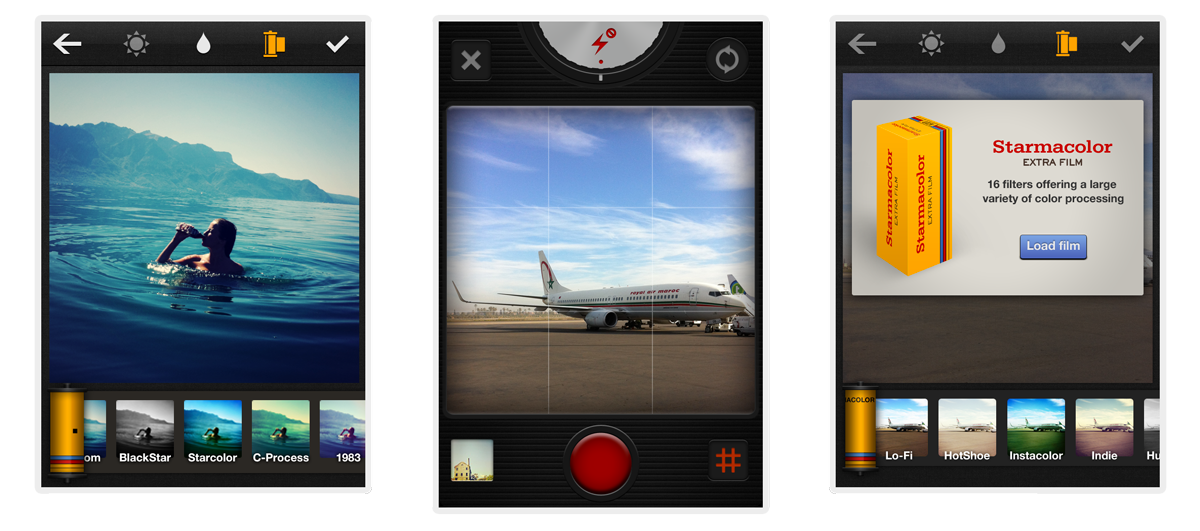 om
BlackStar
Starcolor
C-Process
1983
royal air maroc
Starmacolor
EXTRA FILM
Starmacolor
EXTRA FILM
Starmacolor
EXTRA FILM
16 filters offering a large
variety of color processing
Load film
MACOLOR
Lo-Fi
HotShoe
Instacolor
Indie
Hu